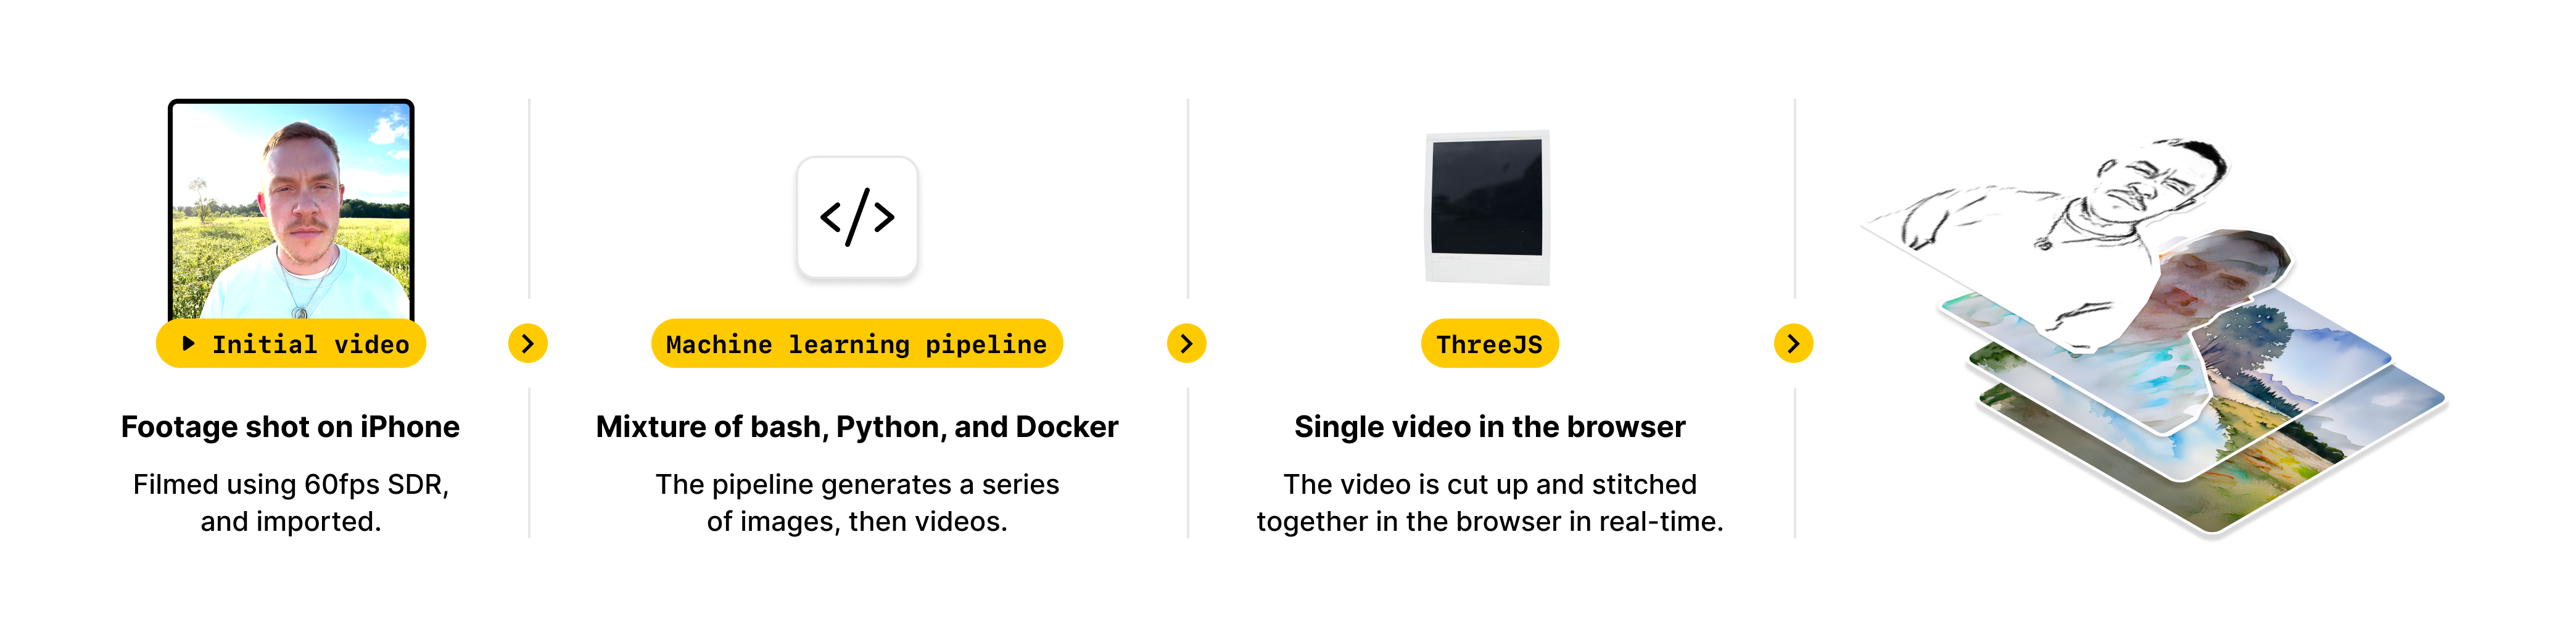 Initial video
Footage shot on iPhone
Filmed using 60fps SDR,
and imported.
</>
Machine learning pipeline
Mixture of bash, Python, and Docker
The pipeline generates a series
of images, then videos.
ThreeJS
Single video in the browser
The video is cut up and stitched
together in the browser in real-time.